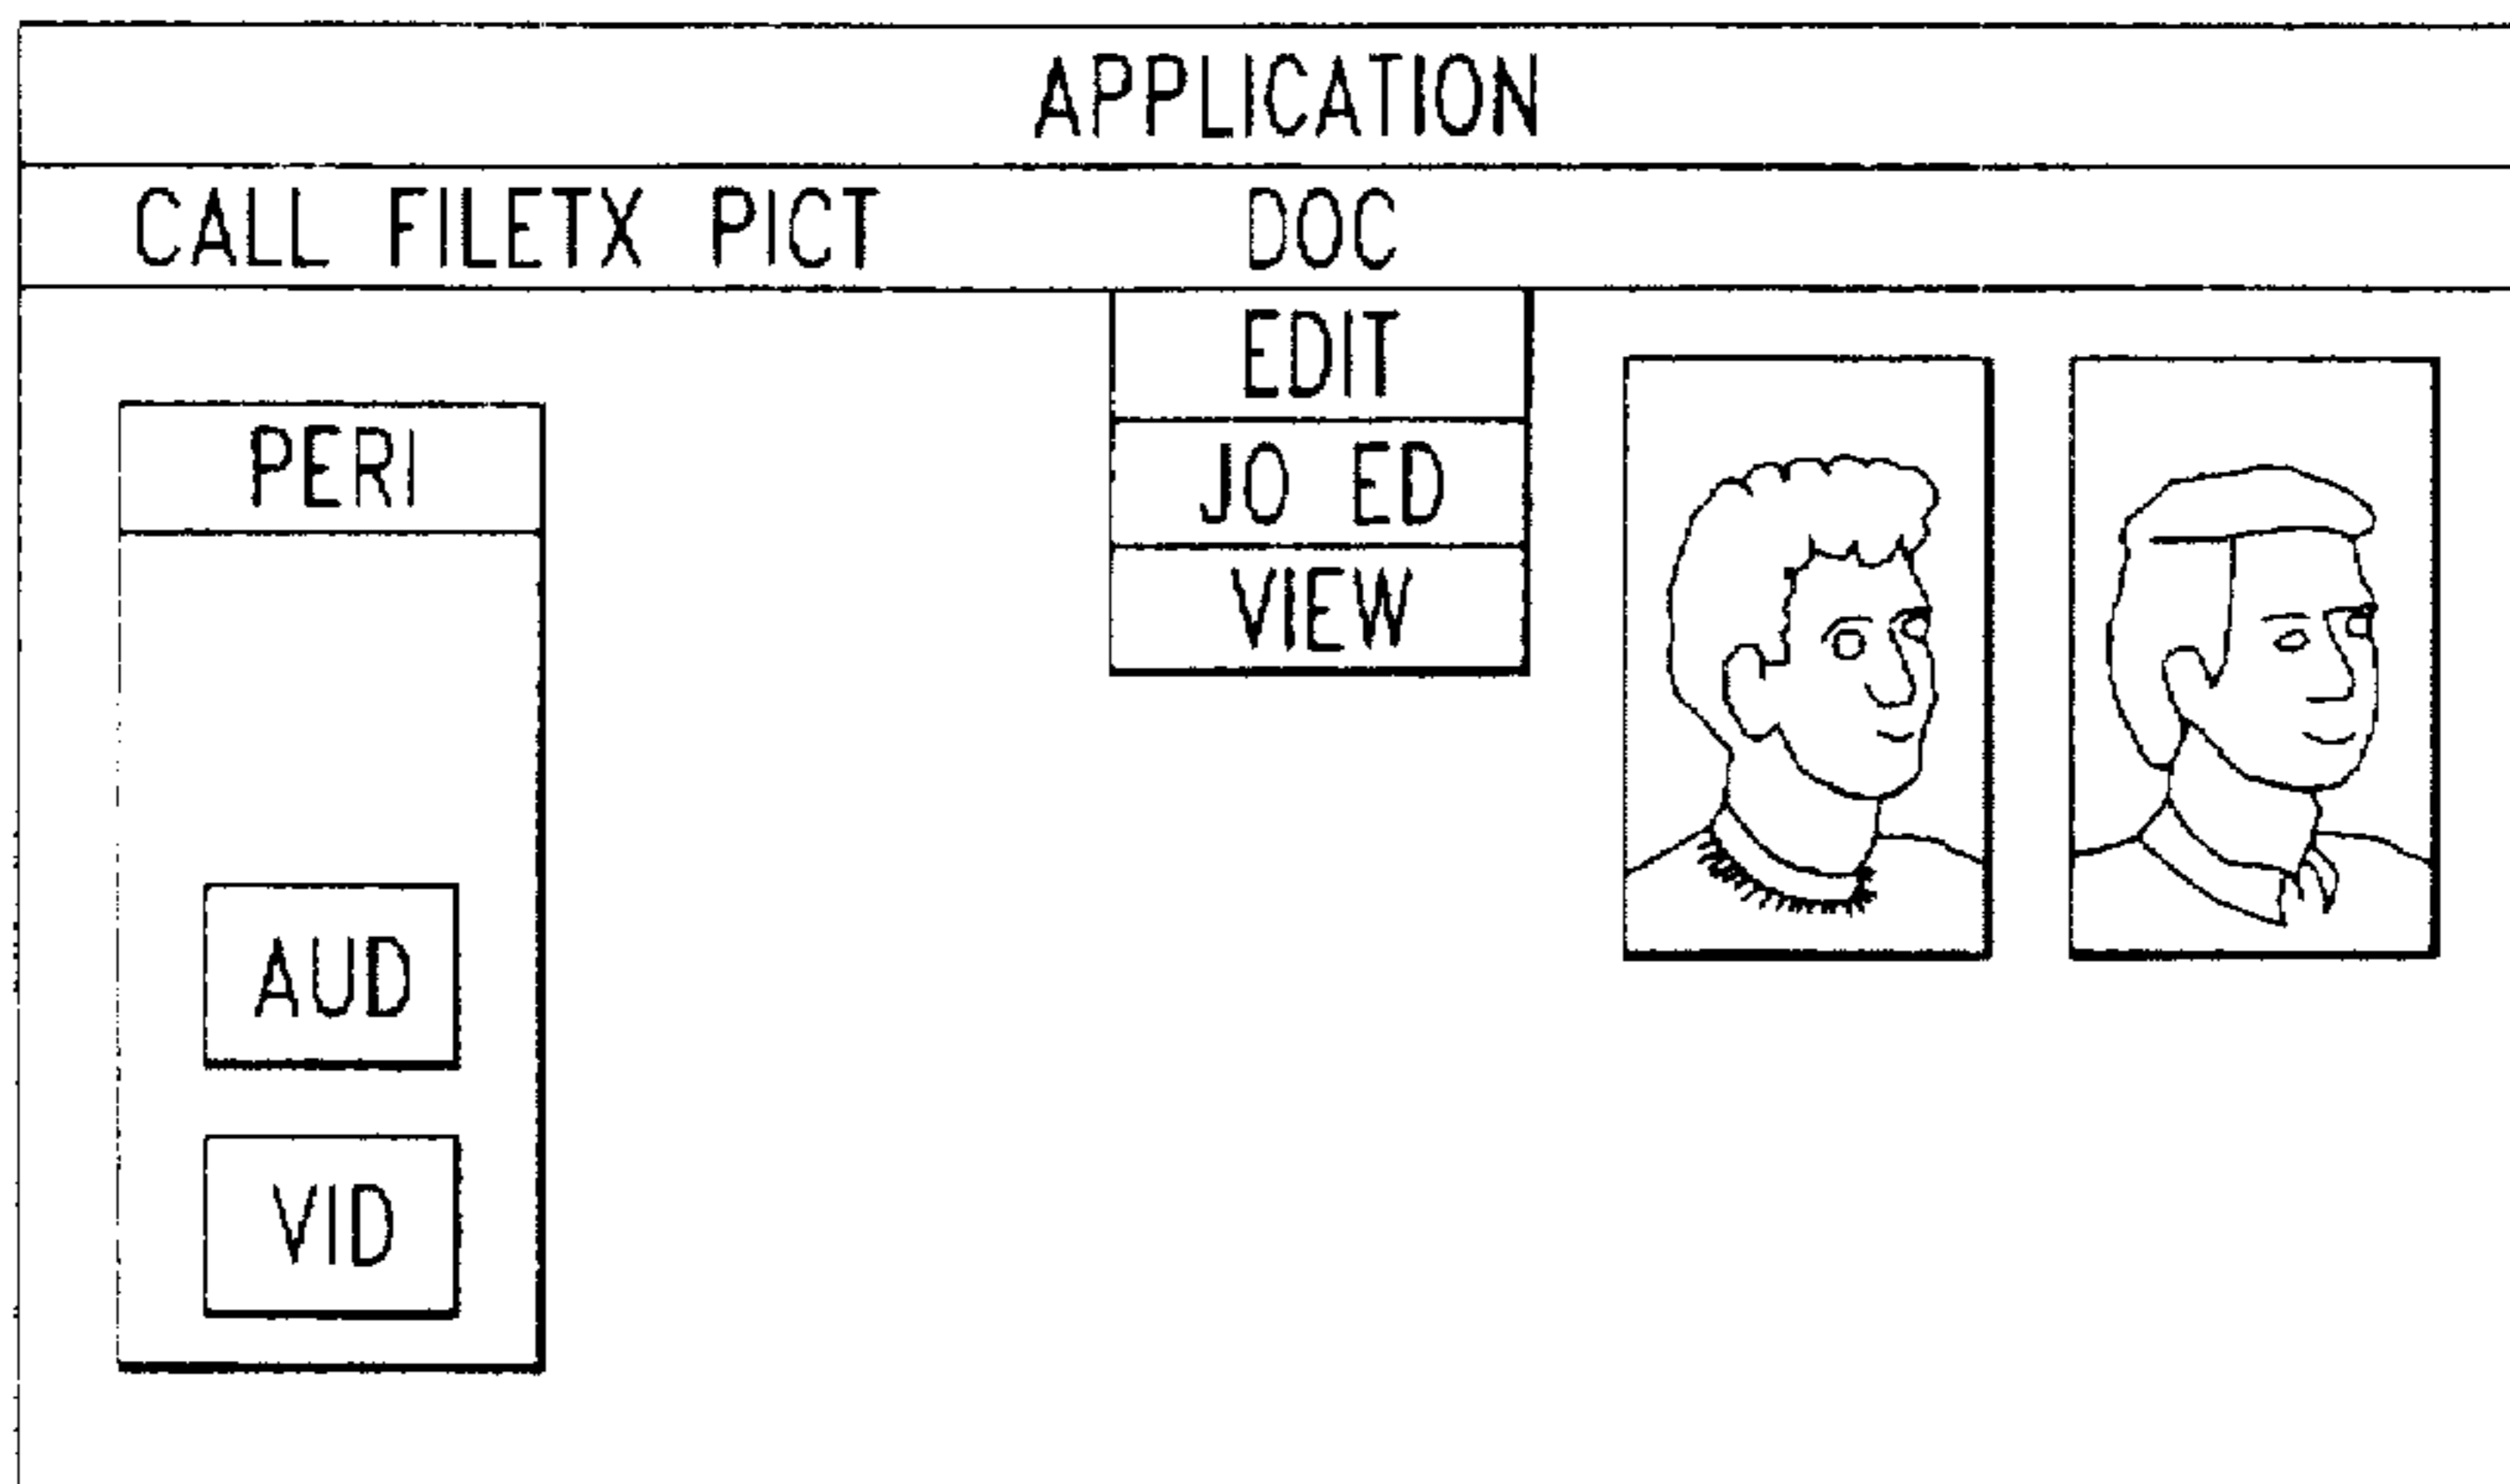 APPLICATION
CALL FILETX PICT DOC
EDIT
JO ED
VIEW
PERI
AUD
VID